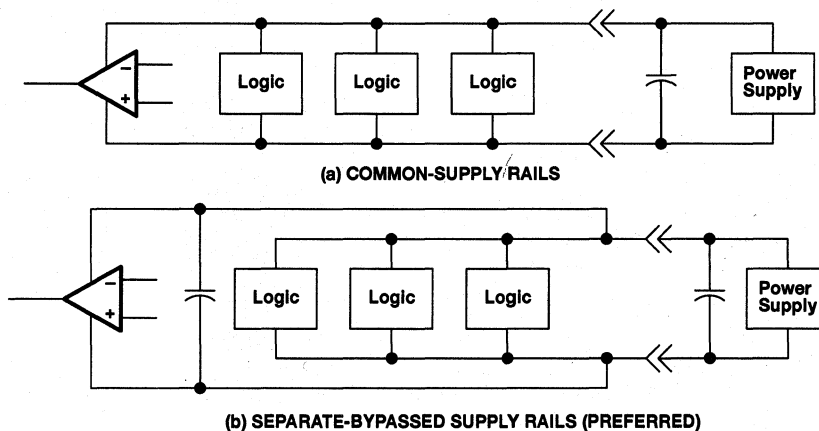 −
+
Logic
Logic
Logic
Power
Supply
(a) COMMON-SUPPLY RAILS
−
+
Logic
Logic
Logic
Power
Supply
(b) SEPARATE-BYPASSED SUPPLY RAILS (PREFERRED)